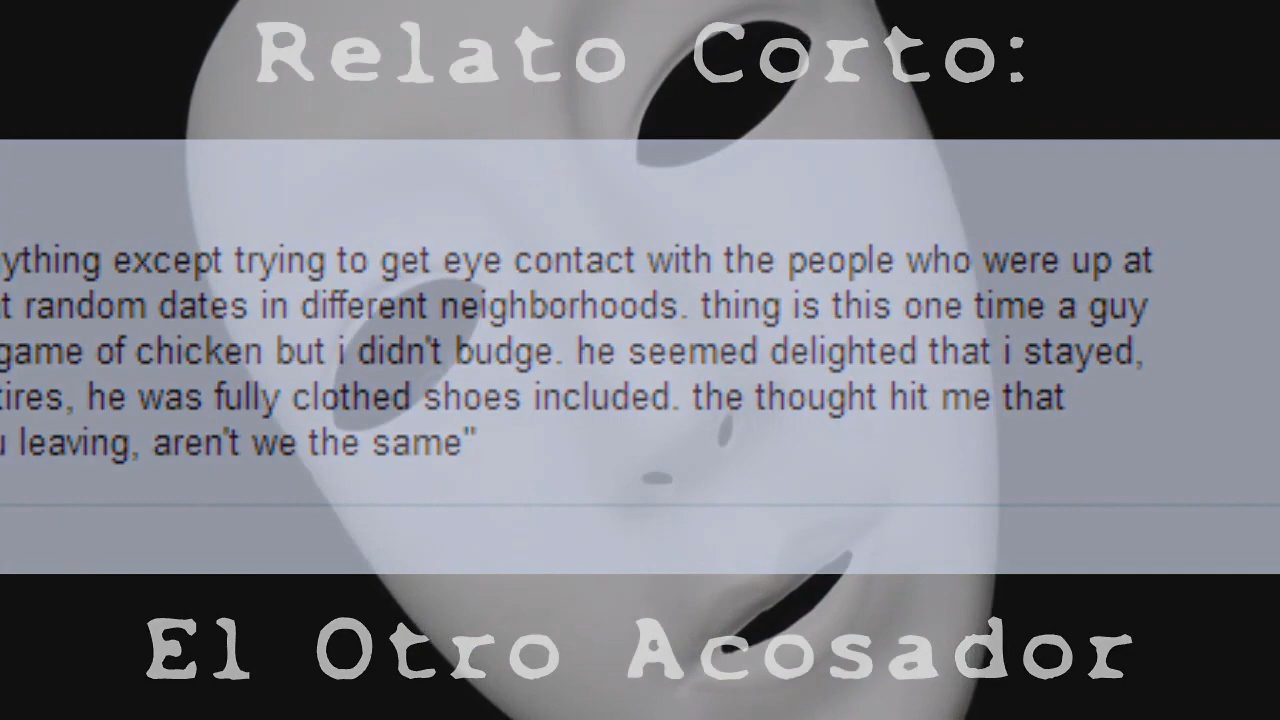 Relato Corto:
ything except trying to get eye contact with the people who were up at
t random dates in different neighborhoods. thing is this one time a guy
game of chicken but i didn't budge. he seemed delighted that i stayed,
ires, he was fully clothed shoes included. the thought hit me that
u leaving, aren't we the same"
El Otro Acosador